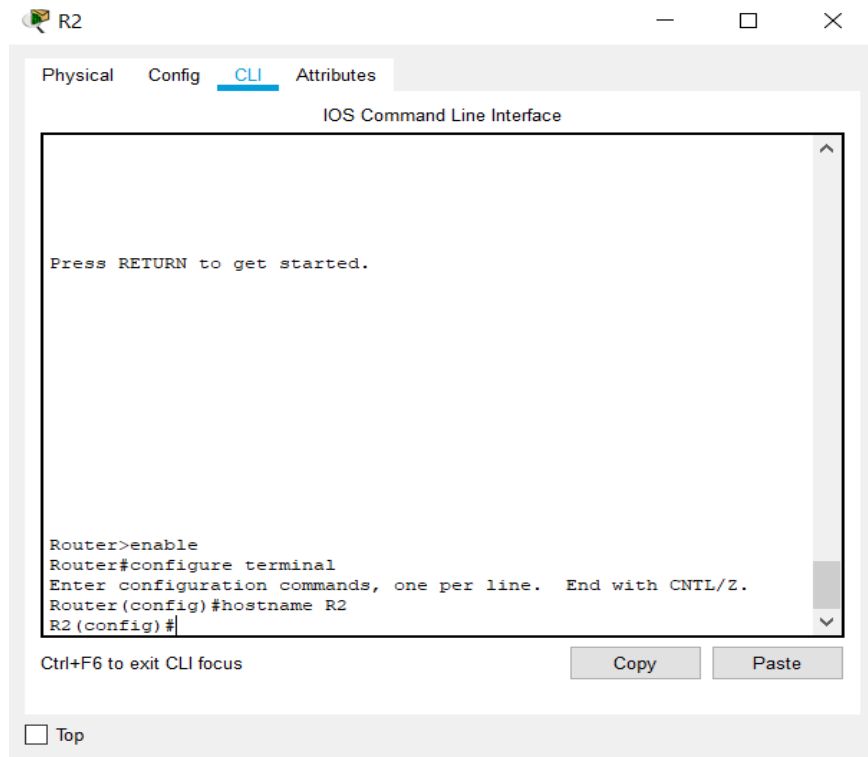 R2
Physical Config CLI Attributes
IOS Command Line Interface
Press RETURN to get started.
Router>enable
Router#configure terminal
Enter configuration commands, one per line.  End with CNTL/Z.
Router(config)#hostname R2
R2(config)#
Ctrl+F6 to exit CLI focus
Copy Paste
Top